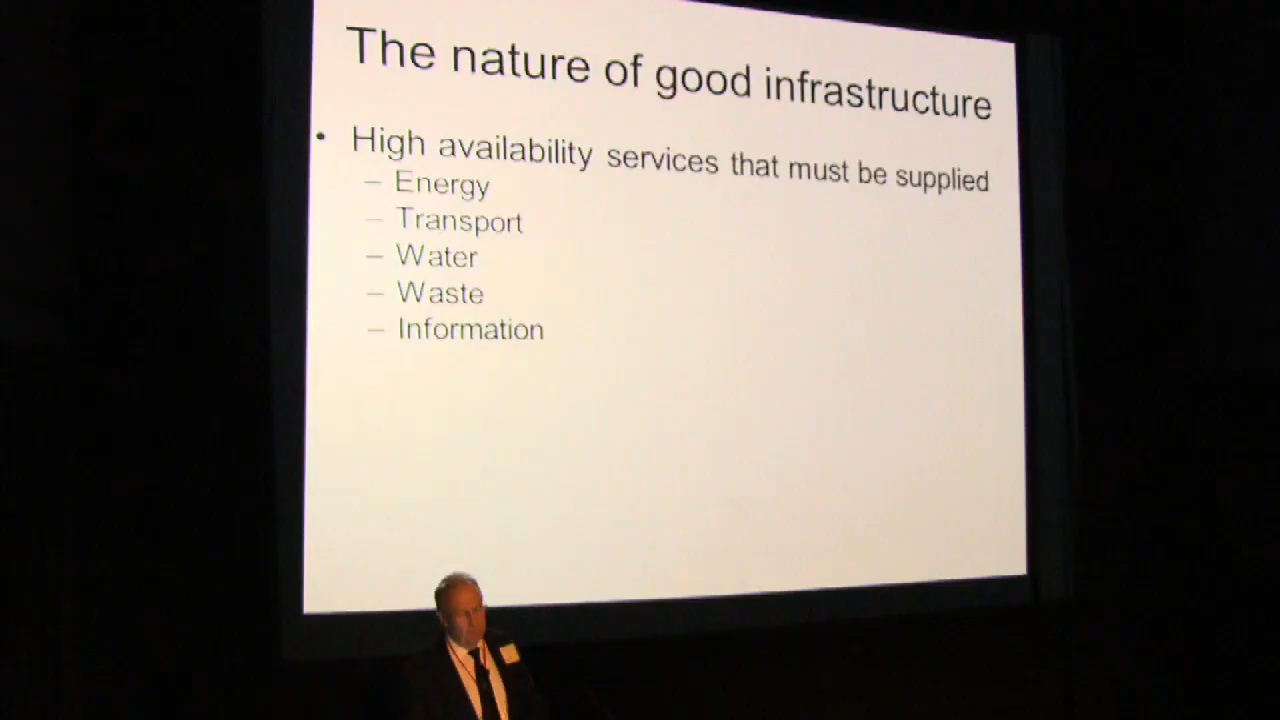 The nature of good infrastructure
• High availability services that must be supplied
– Energy
– Transport
– Water
– Waste
– Information